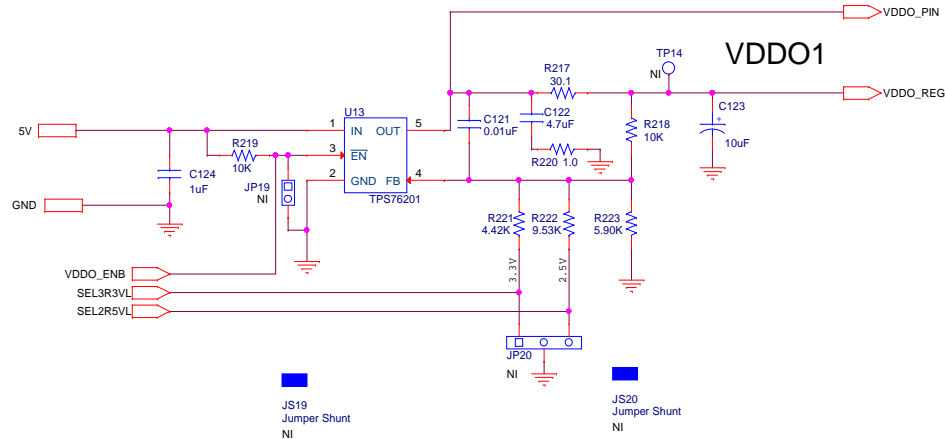 VDDO_PIN
VDDO1
TP14
NI
R217
30.1
VDDO_REG
U13
C121
0.01uF
C122
4.7uF
R218
10K
C123
+
10uF
5V
1
IN
OUT
5
R219
10K
3
EN
R220 1.0
C124
1uF
JP19
NI
2
GND
FB
4
TPS76201
GND
R221
4.42K
R222
9.53K
R223
5.90K
3.3V
2.5V
VDDO_ENB
SEL3R3VL
SEL2R5VL
JP20
NI
JS19
Jumper Shunt
NI
JS20
Jumper Shunt
NI